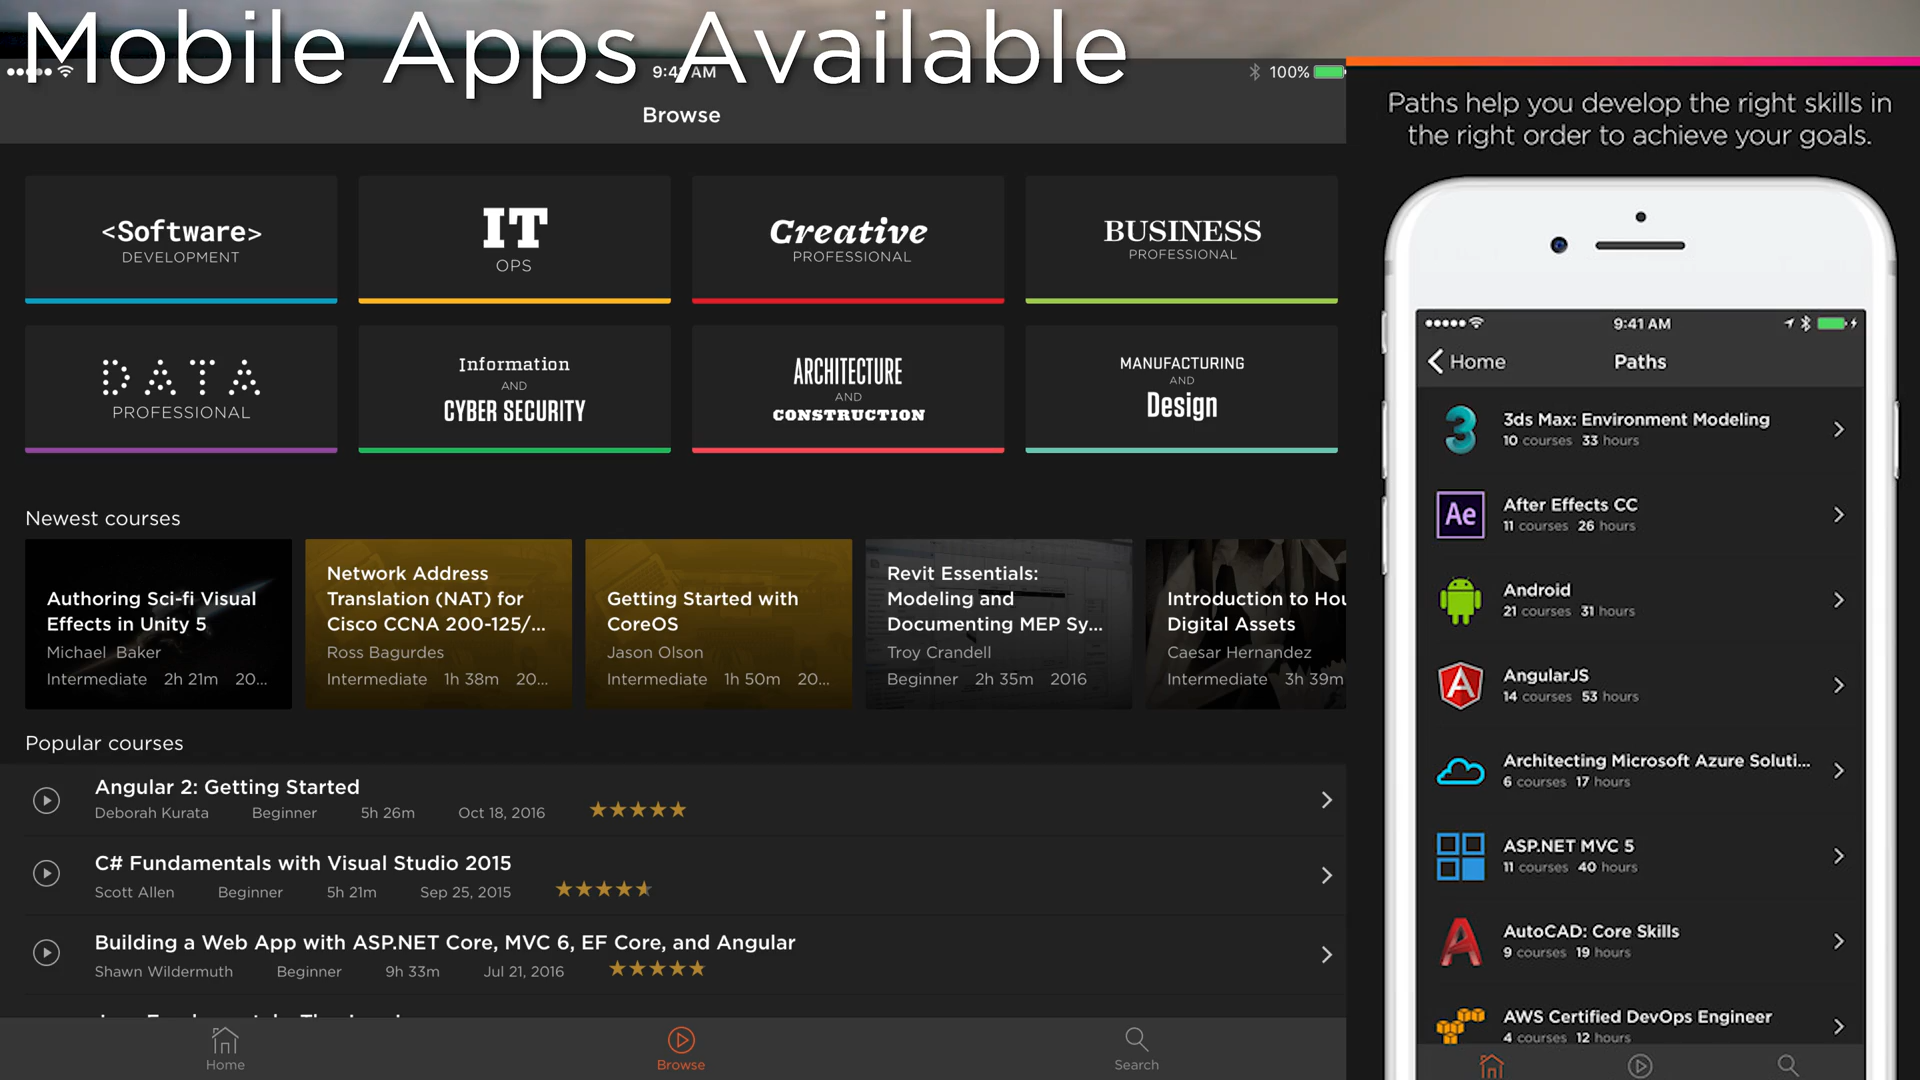 Mobile Apps Available
9:41 AM
100%
Browse
<Software>
DEVELOPMENT
IT
OPS
Creative
PROFESSIONAL
BUSINESS
PROFESSIONAL
DATA
PROFESSIONAL
Information
AND
CYBER SECURITY
ARCHITECTURE
AND
CONSTRUCTION
MANUFACTURING
AND
Design
Newest courses
Authoring Sci-fi Visual
Effects in Unity 5
Michael Baker
Intermediate 2h 21m 20...
Network Address
Translation (NAT) for
Cisco CCNA 200-125/...
Ross Bagurdes
Intermediate 1h 38m 20...
Getting Started with
CoreOS
Jason Olson
Intermediate 1h 50m 20...
Revit Essentials:
Modeling and
Documenting MEP Sy...
Troy Crandell
Beginner 2h 35m 2016
Introduction to Hou
Digital Assets
Caesar Hernandez
Intermediate 3h 39m
Popular courses
Angular 2: Getting Started
Deborah Kurata Beginner 5h 26m Oct 18, 2016
C# Fundamentals with Visual Studio 2015
Scott Allen Beginner 5h 21m Sep 25, 2015
Building a Web App with ASP.NET Core, MVC 6, EF Core, and Angular
Shawn Wildermuth Beginner 9h 33m Jul 21, 2016
Home
Browse
Search
Paths help you develop the right skills in
the right order to achieve your goals.
9:41 AM
Home
Paths
3ds Max: Environment Modeling
10 courses 33 hours
Ae
After Effects CC
11 courses 26 hours
Android
21 courses 31 hours
AngularJS
14 courses 53 hours
Architecting Microsoft Azure Soluti...
6 courses 17 hours
ASP.NET MVC 5
11 courses 40 hours
AutoCAD: Core Skills
9 courses 19 hours
AWS Certified DevOps Engineer
4 courses 12 hours